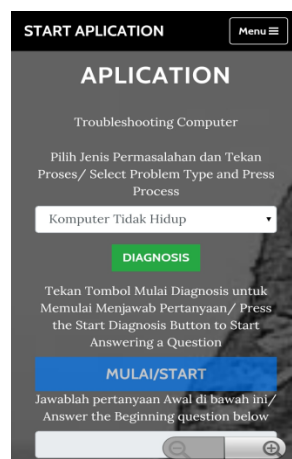 START APLICATION
Menu
APLICATION
Troubleshooting Computer
Pilih Jenis Permasalahan dan Tekan
Proses/ Select Problem Type and Press
Process
Komputer Tidak Hidup
DIAGNOSIS
Tekan Tombol Mulai Diagnosis untuk
Memulai Menjawab Pertanyaan/ Press
the Start Diagnosis Button to Start
Answering a Question
MULAI/START
Jawablah pertanyaan Awal di bawah ini/
Answer the Beginning question below